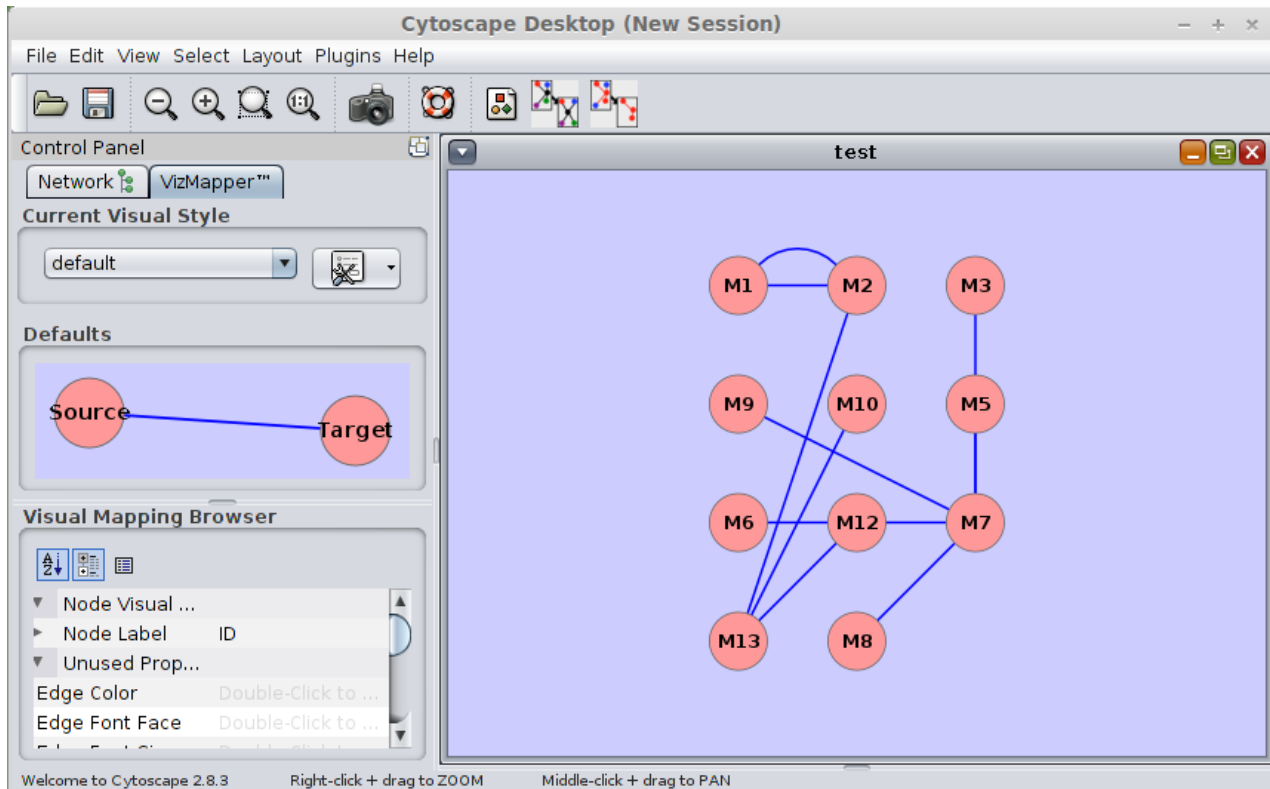 Cytoscape Desktop (New Session)
File Edit View Select Layout Plugins Help
1:1
Control Panel
test
Network VizMapper™
Current Visual Style
default
Defaults
Source
Target
Visual Mapping Browser
Node Visual ...
Node Label ID
Unused Prop...
Edge Color Double-Click to ...
Edge Font Face Double-Click to ...
M1 M2 M3
M9 M10 M5
M6 M12 M7
M13 M8
Welcome to Cytoscape 2.8.3 Right-click + drag to ZOOM Middle-click + drag to PAN